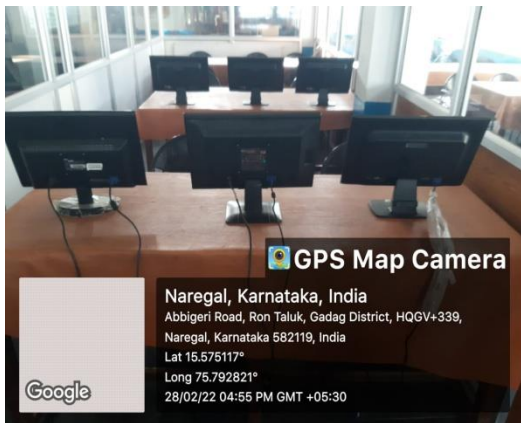 GPS Map Camera
Naregal, Karnataka, India
Abbigeri Road, Ron Taluk, Gadag District, HQGV+339,
Naregal, Karnataka 582119, India
Lat 15.575117°
Long 75.792821°
28/02/22 04:55 PM GMT +05:30
Google